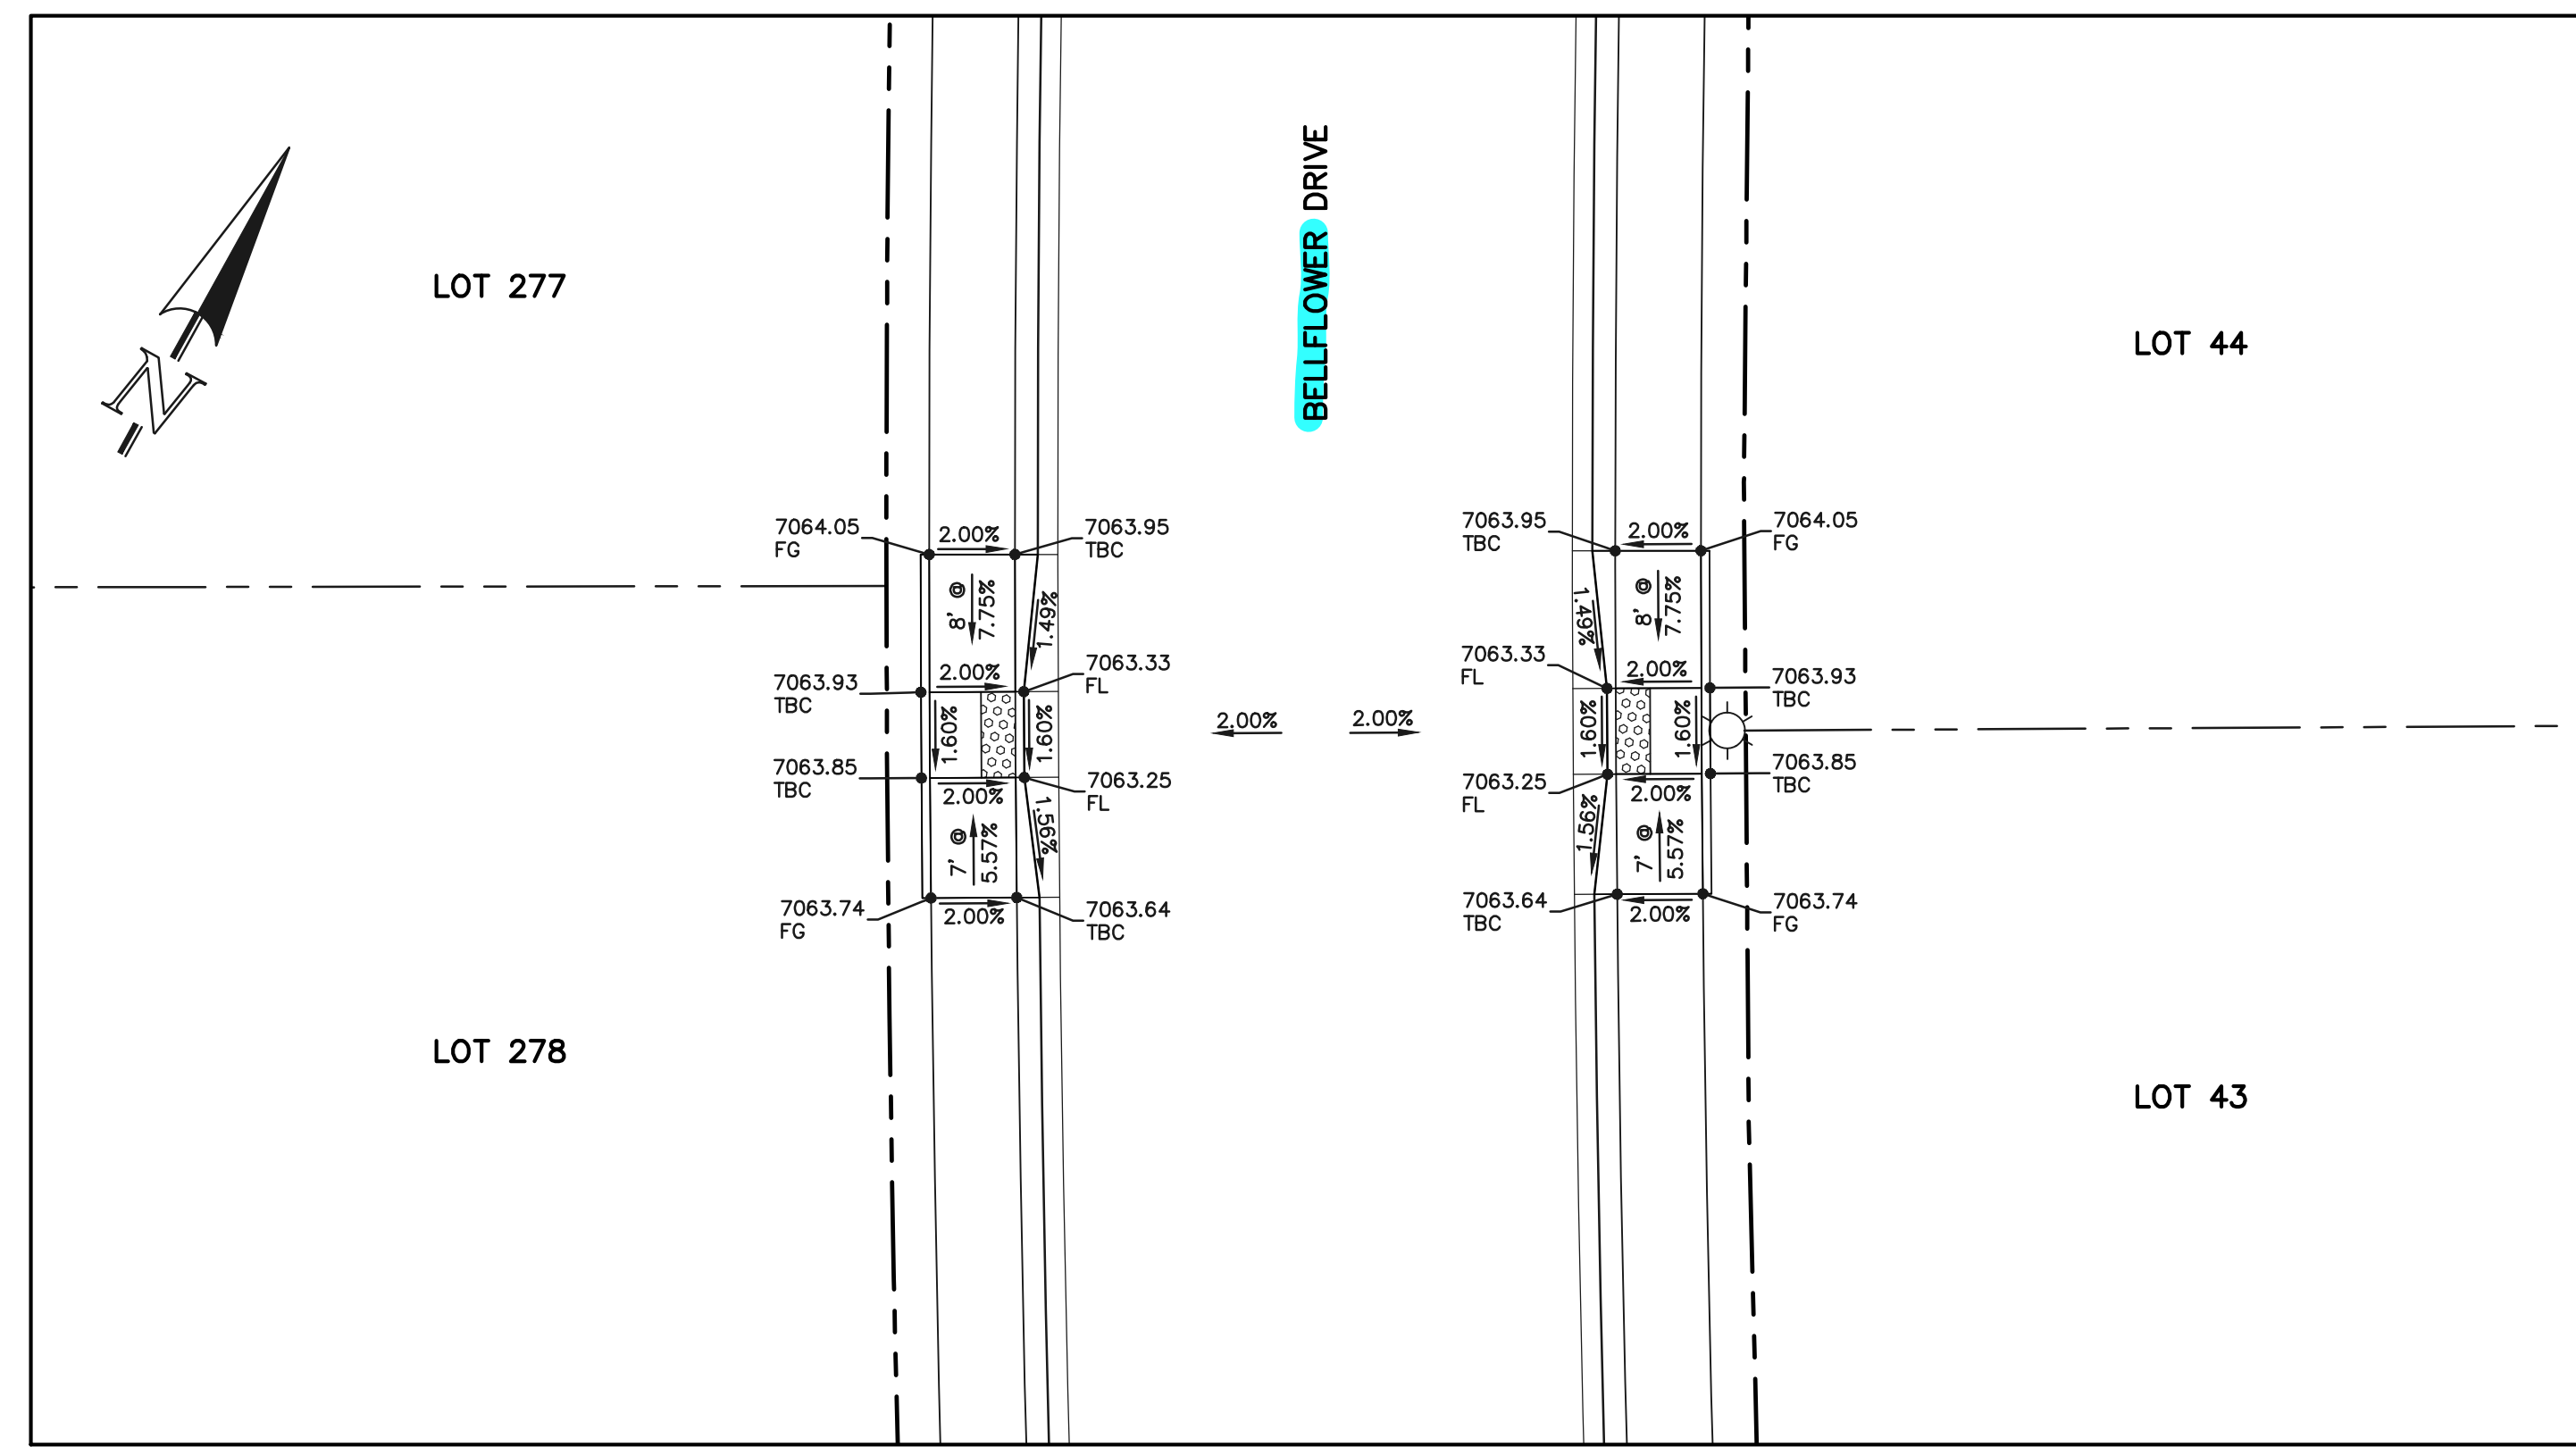 BELLFLOWER DRIVE
N
LOT 277
LOT 44
7064.05
FG
2.00%
7063.95
TBC
8' @
7.75%
1.49%
7063.93
TBC
2.00%
7063.33
FL
1.60%
1.60%
7063.85
TBC
2.00%
7063.25
FL
7' @
5.57%
1.56%
7063.74
FG
2.00%
7063.64
TBC
2.00%
2.00%
7063.95
TBC
2.00%
7064.05
FG
1.46%
8' @
7.75%
7063.33
FL
2.00%
7063.93
TBC
1.60%
1.60%
7063.25
FL
2.00%
7063.85
TBC
1.56%
7' @
5.57%
7063.64
TBC
2.00%
7063.74
FG
LOT 278
LOT 43